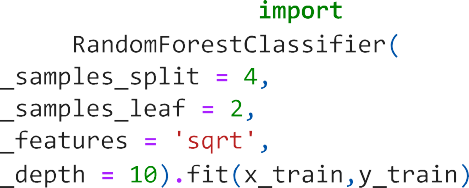 import
RandomForestClassifier(
_samples_split = 4,
_samples_leaf = 2,
_features = 'sqrt',
_depth = 10).fit(x_train,y_train)